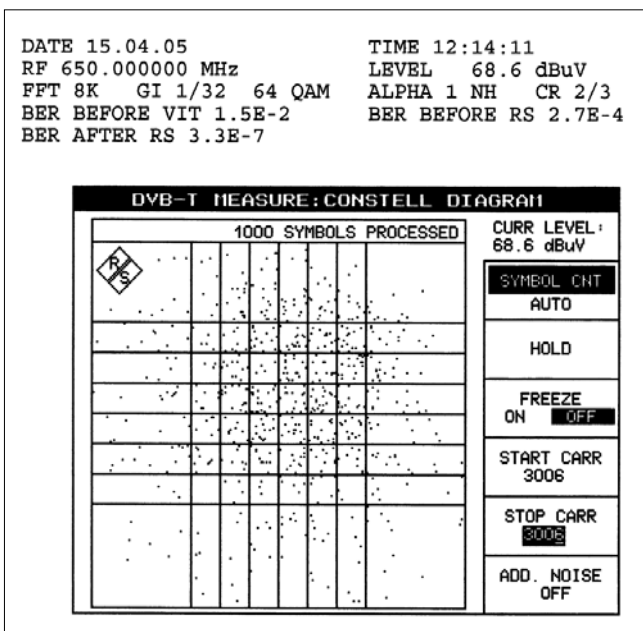 DATE 15.04.05 TIME 12:14:11
RF 650.000000 MHz LEVEL 68.6 dBuV
FFT 8K GI 1/32 64 QAM ALPHA 1 NH CR 2/3
BER BEFORE VIT 1.5E-2 BER BEFORE RS 2.7E-4
BER AFTER RS 3.3E-7
DVB-T MEASURE:CONSTELL DIAGRAM
1000 SYMBOLS PROCESSED
R/S
CURR LEVEL:
68.6 dBuV
SYMBOL CNT
AUTO
HOLD
FREEZE
ON OFF
START CARR
3006
STOP CARR
3006
ADD. NOISE
OFF